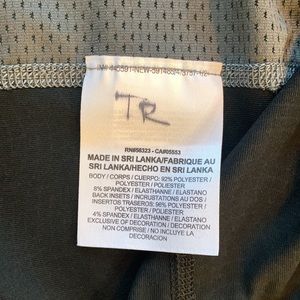 TR
RN#56323 - CA#05553
MADE IN SRI LANKA/FABRIQUE AU
SRI LANKA/HECHO EN SRI LANKA
BODY / CORPS / CUERPO: 92% POLYESTER /
POLYESTER / POLIESTER
8% SPANDEX / ELASTHANNE / ELASTANO
BACK INSETS / INCRUSTATIONS AU DOS /
INSERTOS TRASEROS: 96% POLYESTER /
POLYESTER / POLIESTER
4% SPANDEX / ELASTHANNE / ELASTANO
EXCLUSIVE OF DECORATION / DECORATION
NON COMPRISE / NO INCLUYE LA
DECORACION